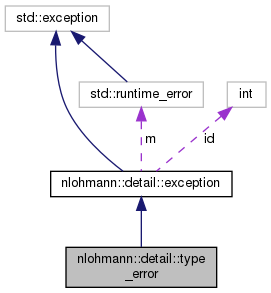 std::exception
std::runtime_error
int
m
id
nlohmann::detail::exception
nlohmann::detail::type
_error